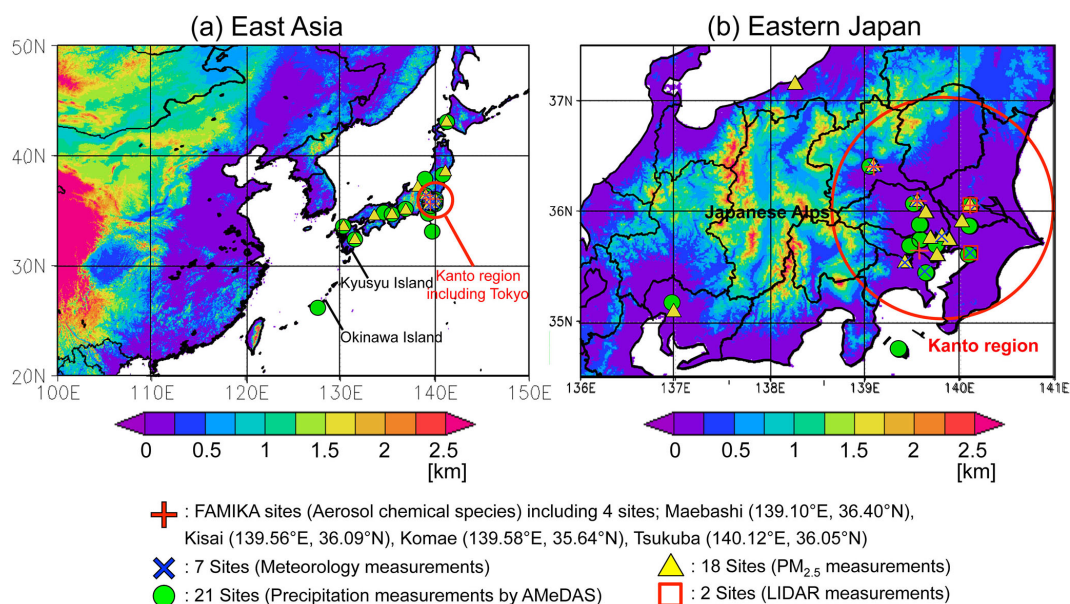 (a) East Asia
(b) Eastern Japan
50N
40N
30N
20N
100E 110E 120E 130E 140E 150E
Kyusyu Island
Okinawa Island
Kanto region
including Tokyo
37N
36N
35N
136E 137E 138E 139E 140E 141E
Japanese Alps
Kanto region
0 0.5 1 1.5 2 2.5
[km]
0 0.5 1 1.5 2 2.5
[km]
: FAMIKA sites (Aerosol chemical species) including 4 sites; Maebashi (139.10°E, 36.40°N),
Kisai (139.56°E, 36.09°N), Komae (139.58°E, 35.64°N), Tsukuba (140.12°E, 36.05°N)
: 7 Sites (Meteorology measurements)
: 18 Sites (PM2.5 measurements)
: 21 Sites (Precipitation measurements by AMeDAS)
: 2 Sites (LIDAR measurements)